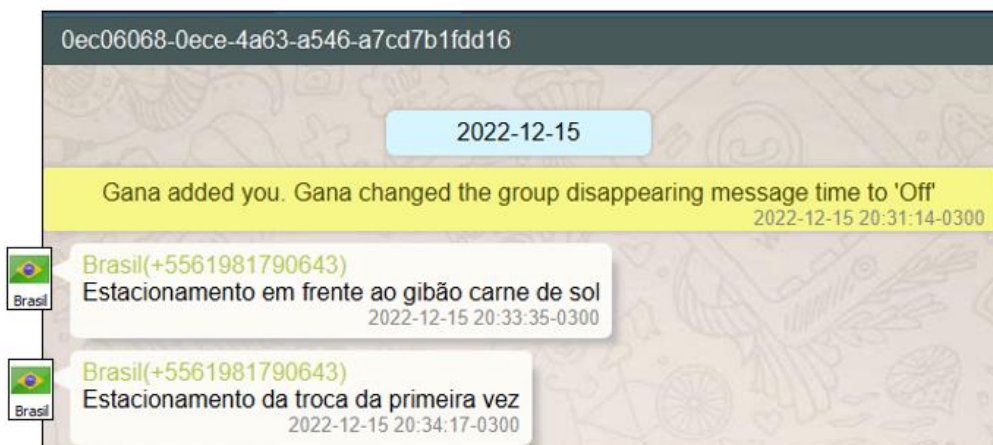 0ec06068-0ece-4a63-a546-a7cd7b1fdd16
2022-12-15
Gana added you. Gana changed the group disappearing message time to 'Off'
2022-12-15 20:31:14-0300
Brasil
Brasil(+5561981790643)
Estacionamento em frente ao gibão carne de sol
2022-12-15 20:33:35-0300
Brasil
Brasil(+5561981790643)
Estacionamento da troca da primeira vez
2022-12-15 20:34:17-0300